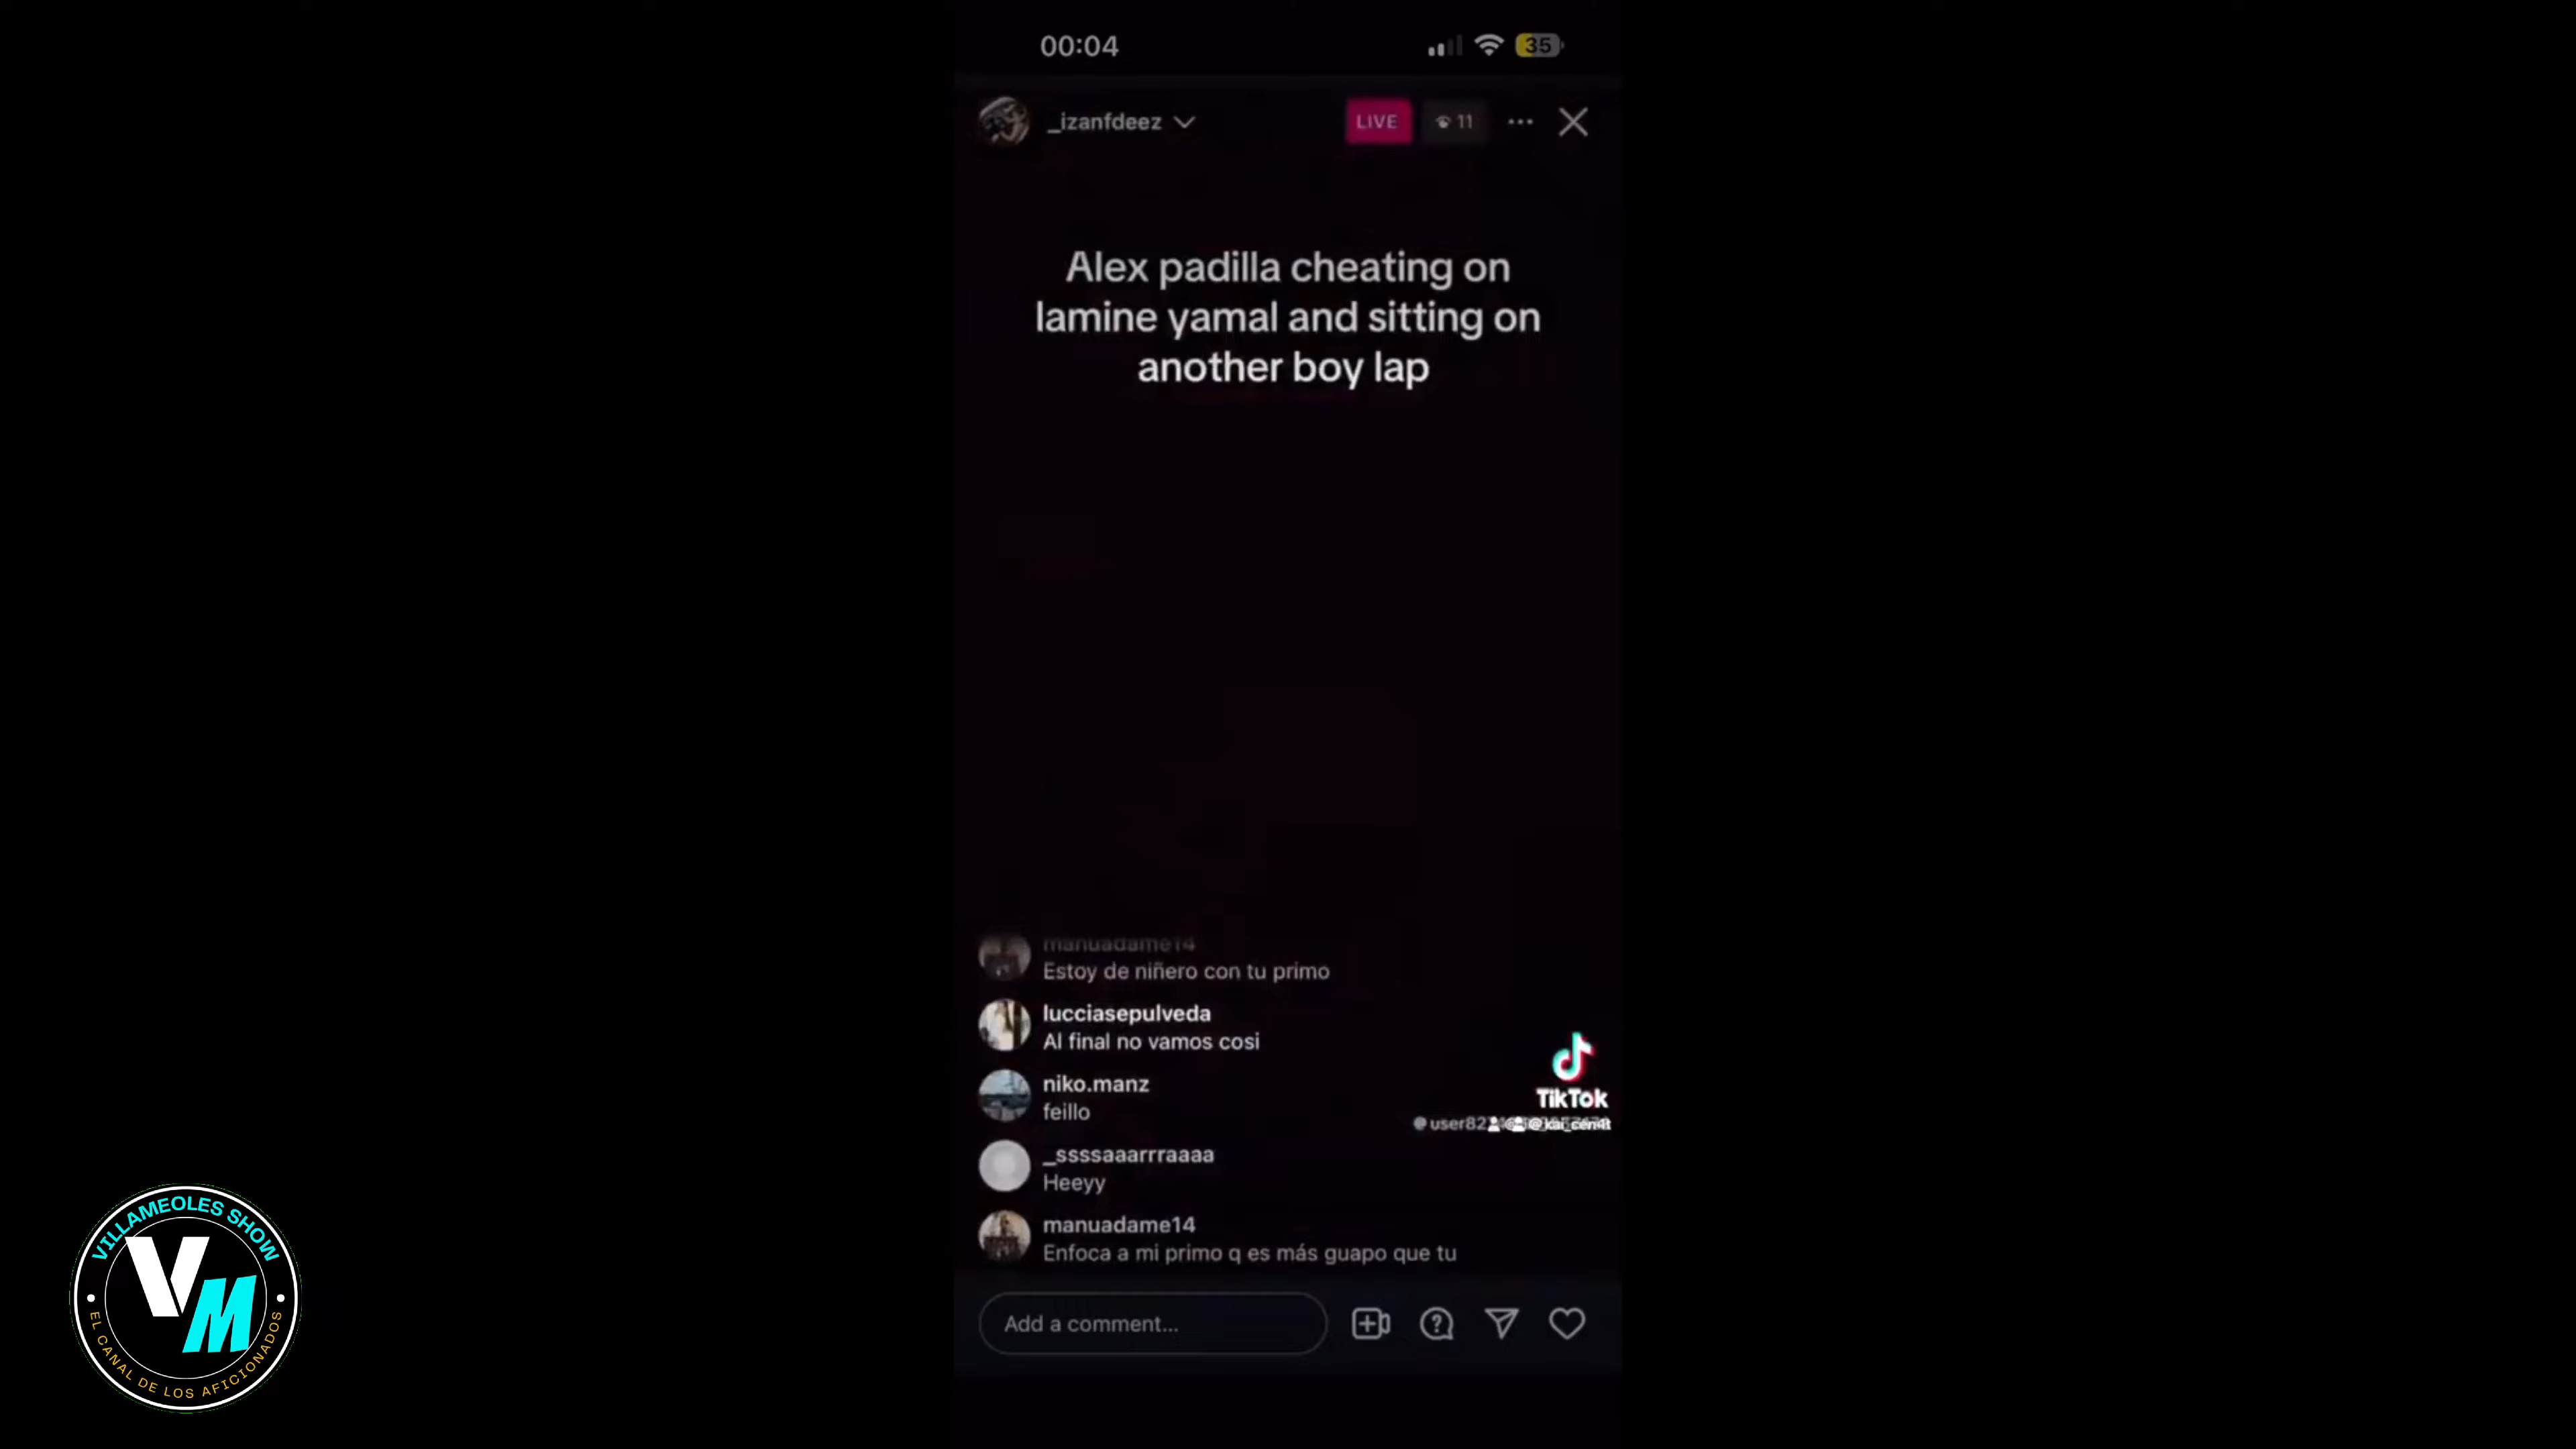 00:04
35
_izanfdeez
LIVE
11
Alex padilla cheating on
lamine yamal and sitting on
another boy lap
manuadame14
Estoy de niñero con tu primo
lucciasepulveda
Al final no vamos cosi
niko.manz
feillo
_ssssaaarrraaaa
Heeyy
manuadame14
Enfoca a mi primo q es más guapo que tu
Add a comment...
TikTok
VILLAMEOLES SHOW
VM
EL CANAL DE LOS AFICIONADOS